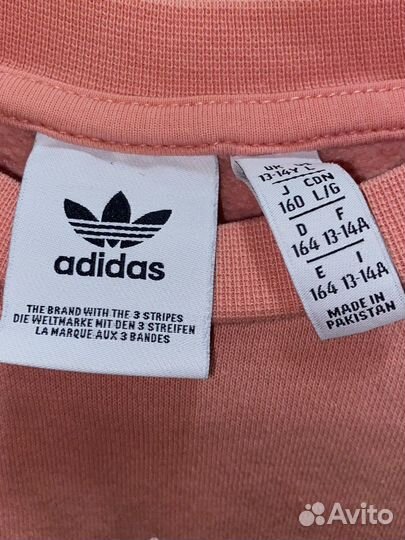 adidas
THE BRAND WITH THE 3 STRIPES
DIE WELTMARKE MIT DEN 3 STREIFEN
LA MARQUE AUX 3 BANDES
13-14Y L
J CDN
160 L/G
D F
164 13-14A
E I
164 13-14A
MADE IN
PAKISTAN
Avito